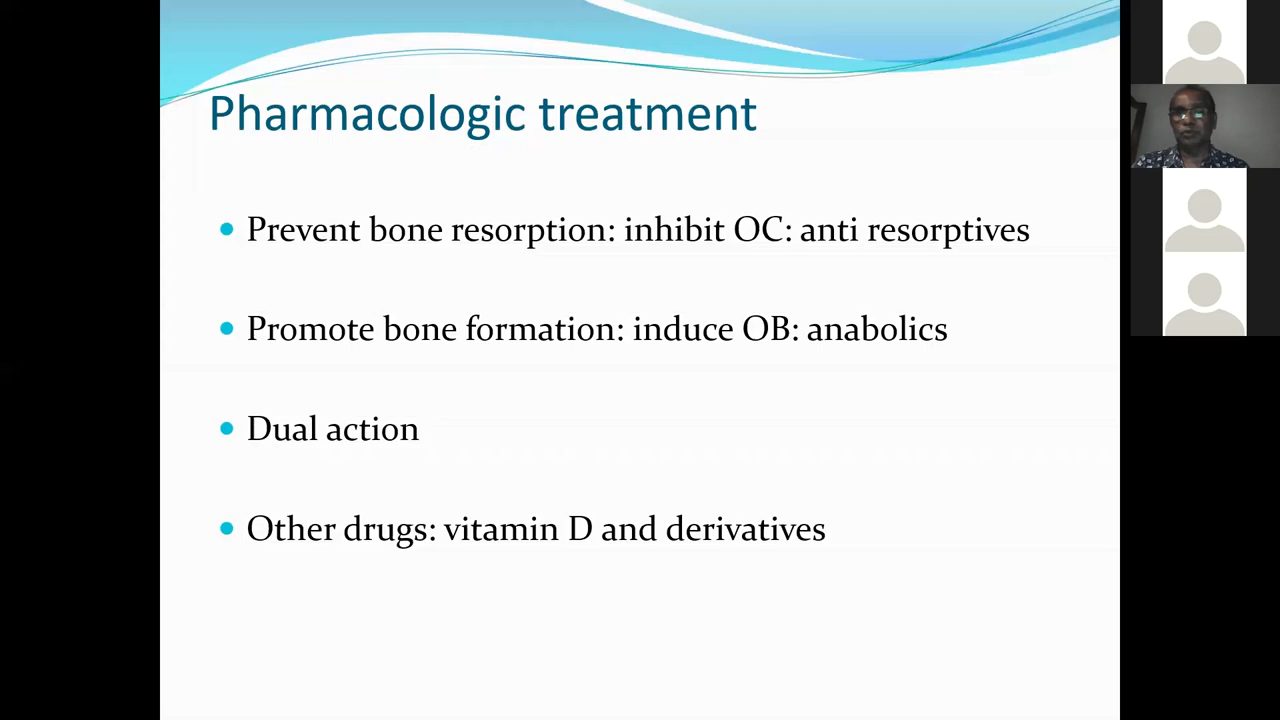 Pharmacologic treatment
• Prevent bone resorption: inhibit OC: anti resorptives
• Promote bone formation: induce OB: anabolics
• Dual action
• Other drugs: vitamin D and derivatives